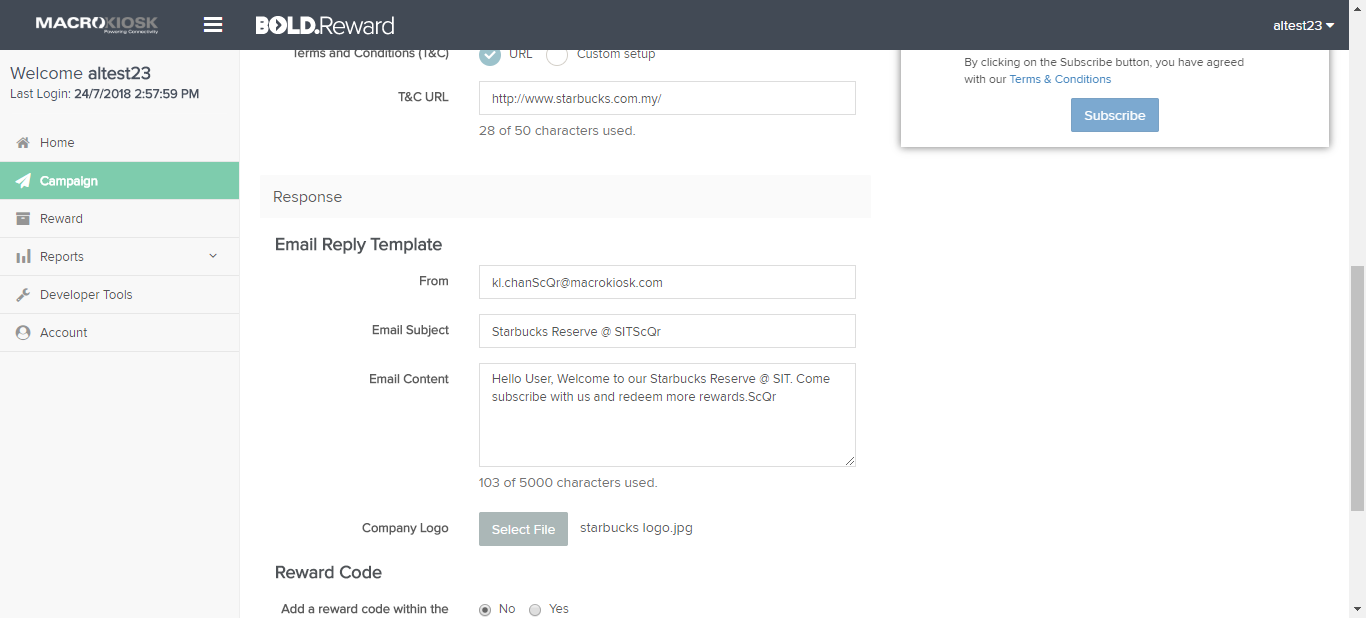 MACROKIOSK
Powering Connectivity
BOLD.Reward
altest23
Welcome altest23
Last Login: 24/7/2018 2:57:59 PM
Home
Campaign
Reward
Reports
Developer Tools
Account
Terms and Conditions (T&C)
URL
Custom setup
T&C URL
http://www.starbucks.com.my/
28 of 50 characters used.
Response
Email Reply Template
From
kl.chanScQr@macrokiosk.com
Email Subject
Starbucks Reserve @ SITScQr
Email Content
Hello User, Welcome to our Starbucks Reserve @ SIT. Come
subscribe with us and redeem more rewards.ScQr
103 of 5000 characters used.
Company Logo
Select File
starbucks logo.jpg
Reward Code
Add a reward code within the
No
Yes
By clicking on the Subscribe button, you have agreed
with our Terms & Conditions
Subscribe